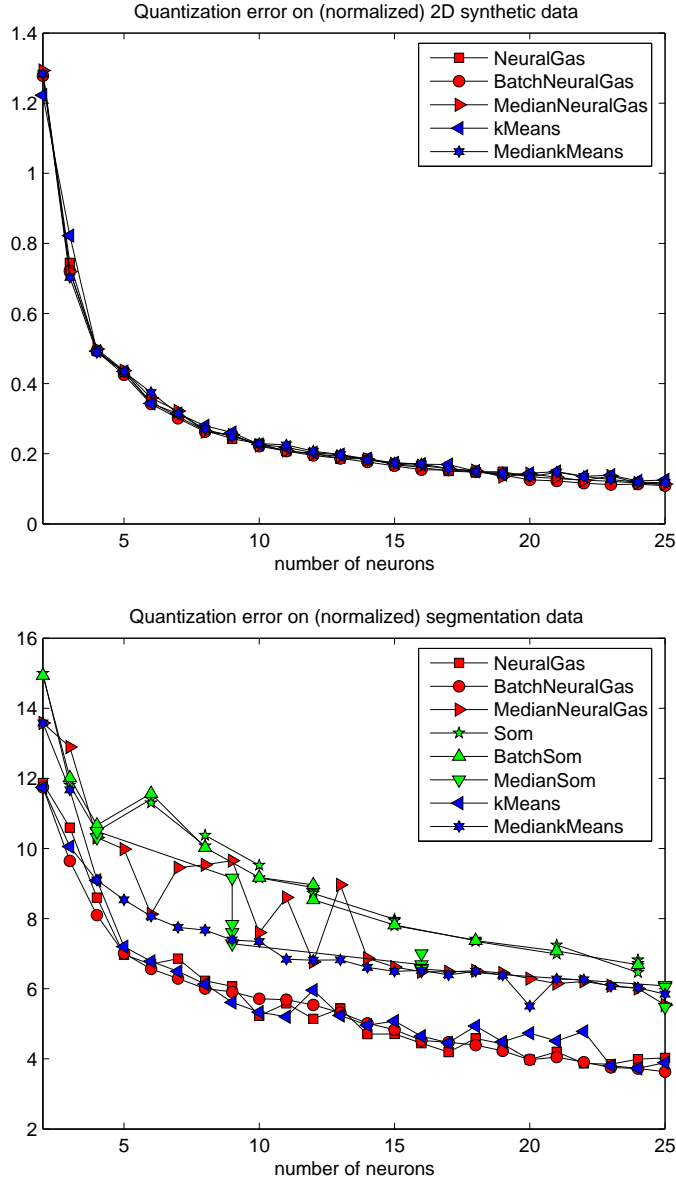 Quantization error on (normalized) 2D synthetic data
1.4
1.2
1
0.8
0.6
0.4
0.2
0
NeuralGas
BatchNeuralGas
MedianNeuralGas
kMeans
MediankMeans
5 10 15 20 25
number of neurons
Quantization error on (normalized) segmentation data
16
14
12
10
8
6
4
2
NeuralGas
BatchNeuralGas
MedianNeuralGas
Som
BatchSom
MedianSom
kMeans
MediankMeans
5 10 15 20 25
number of neurons